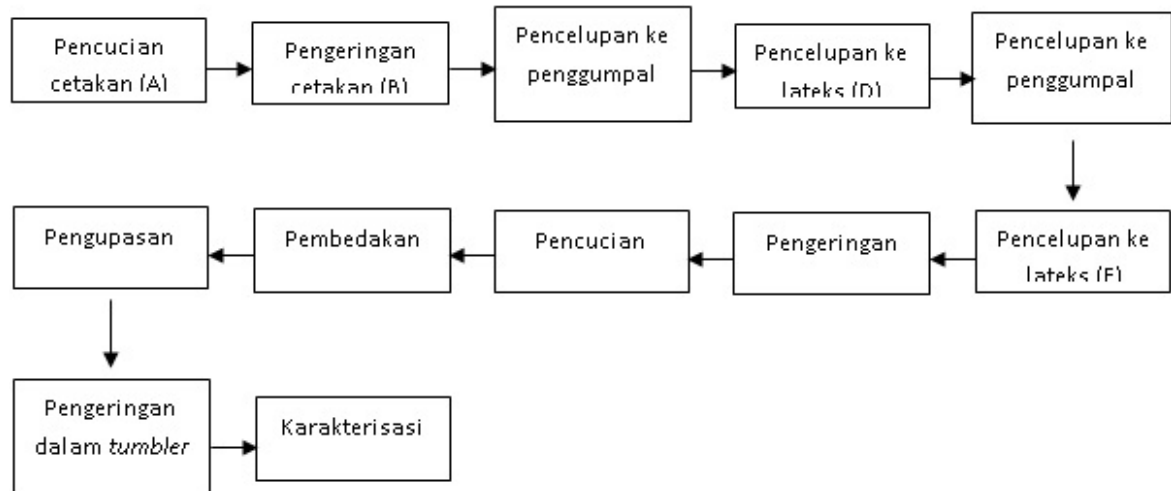 Pencucian
cetakan (A)
Pengeringan
cetakan (B)
Pencelupan ke
penggumpal
Pencelupan ke
lateks (D)
Pencelupan ke
penggumpal
Pengupasan
Pembedakan
Pencucian
Pengeringan
Pencelupan ke
lateks
Pengeringan
dalam tumbler
Karakterisasi